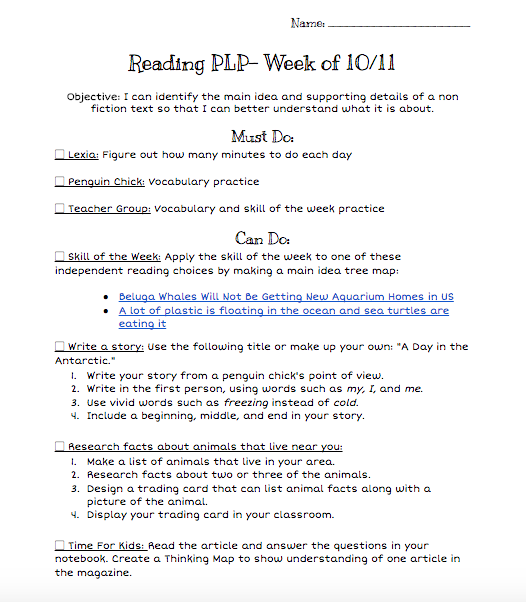 Name: ____________________
Reading PLP- Week of 10/11
Objective: I can identify the main idea and supporting details of a non
fiction text so that I can better understand what it is about.
Must Do:
☐ Lexia: Figure out how many minutes to do each day
☐ Penguin Chick: Vocabulary practice
☐ Teacher Group: Vocabulary and skill of the week practice
Can Do:
☐ Skill of the Week: Apply the skill of the week to one of these
independent reading choices by making a main idea tree map:
● Beluga Whales Will Not Be Getting New Aquarium Homes in US
● A lot of plastic is floating in the ocean and sea turtles are
eating it
☐ Write a story: Use the following title or make up your own: "A Day in the
Antarctic."
1. Write your story from a penguin chick's point of view.
2. Write in the first person, using words such as my, I, and me.
3. Use vivid words such as freezing instead of cold.
4. Include a beginning, middle, and end in your story.
☐ Research facts about animals that live near you:
1. Make a list of animals that live in your area.
2. Research facts about two or three of the animals.
3. Design a trading card that can list animal facts along with a
picture of the animal.
4. Display your trading card in your classroom.
☐ Time For Kids: Read the article and answer the questions in your
notebook. Create a Thinking Map to show understanding of one article in
the magazine.